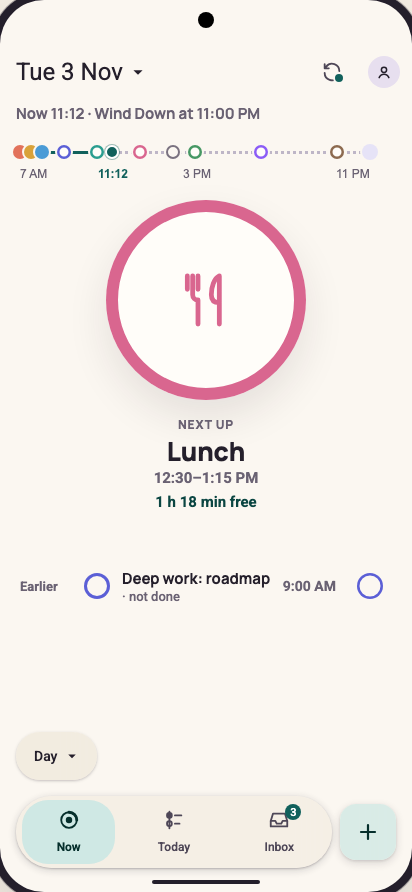 Tue 3 Nov
Now 11:12 · Wind Down at 11:00 PM
7 AM 11:12 3 PM 11 PM
NEXT UP
Lunch
12:30–1:15 PM
1 h 18 min free
Earlier Deep work: roadmap 9:00 AM
· not done
Day
3
Now Today Inbox